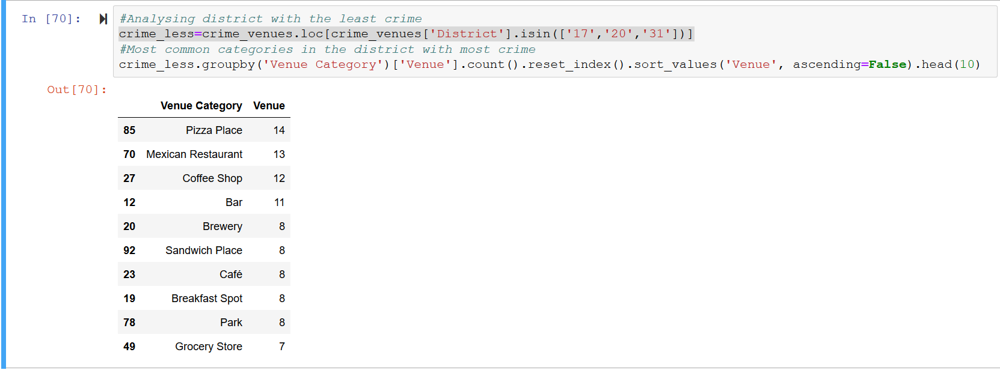 In [70]:
#Analysing district with the least crime
crime_less=crime_venues.loc[crime_venues['District'].isin(['17','20','31'])]
#Most common categories in the district with most crime
crime_less.groupby('Venue Category')['Venue'].count().reset_index().sort_values('Venue', ascending=False).head(10)
Out[70]:
Venue Category Venue
85 Pizza Place 14
70 Mexican Restaurant 13
27 Coffee Shop 12
12 Bar 11
20 Brewery 8
92 Sandwich Place 8
23 Café 8
19 Breakfast Spot 8
78 Park 8
49 Grocery Store 7